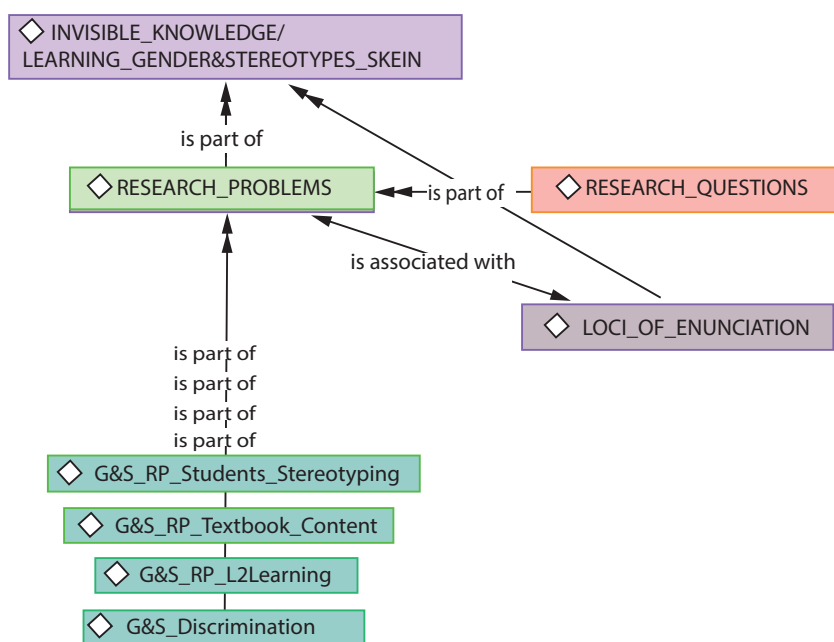 INVISIBLE_KNOWLEDGE/
LEARNING_GENDER&STEREOTYPES_SKEIN
is part of
RESEARCH_PROBLEMS
is part of
RESEARCH_QUESTIONS
is associated with
LOCI_OF_ENUNCIATION
is part of
is part of
is part of
is part of
G&S_RP_Students_Stereotyping
G&S_RP_Textbook_Content
G&S_RP_L2Learning
G&S_Discrimination